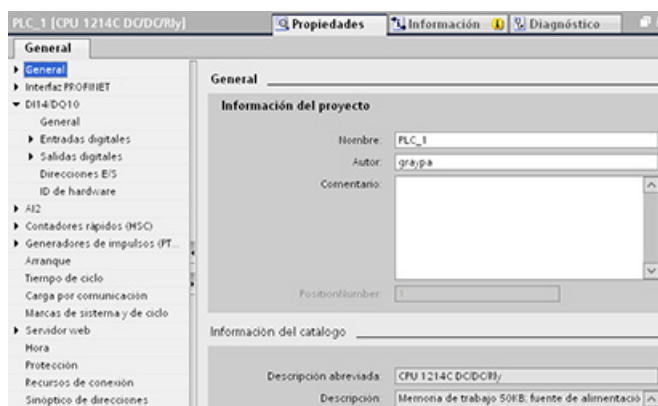 PLC_1 [CPU 1214C DC/DC/Rly]
Propiedades
Información
Diagnóstico
General
General
Interfaz PROFINET
DI14/DQ10
General
Entradas digitales
Salidas digitales
Direcciones E/S
ID de hardware
AI2
Contadores rápidos (HSC)
Generadores de impulsos (PT...
Arranque
Tiempo de ciclo
Carga por comunicación
Marcas de sistema y de ciclo
Servidor web
Hora
Protección
Recursos de conexión
Sinóptico de direcciones
General
Información del proyecto
Nombre: PLC_1
Autor: graypa
Comentario:
PositionNumber: 1
Información del catálogo
Descripción abreviada: CPU 1214C DC/DC/Rly
Descripción: Memoria de trabajo 50KB; fuente de alimentació